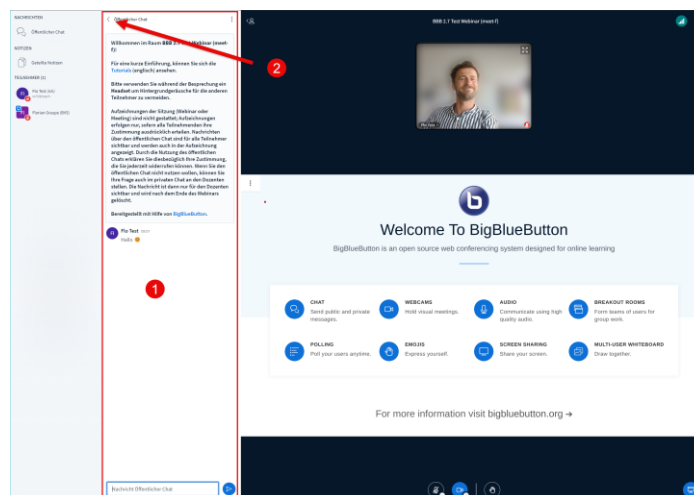 NACHRICHTEN
Öffentlicher Chat
NOTIZEN
Geteilte Notizen
TEILNEHMER (2)
Flo Test (Ich)
Florian Gnuppa (EHS)
Öffentlicher Chat
Willkommen im Raum BBB 2.7 Test Webinar (meet-
f):
Für eine kurze Einführung, können Sie sich die
Tutorials (englisch) ansehen.
Bitte verwenden Sie während der Besprechung ein
Headset um Hintergrundgeräusche für die anderen
Teilnehmer zu vermeiden.
Aufzeichnungen der Sitzung (Webinar oder
Meeting) sind nicht gestattet; Aufzeichnungen
erfolgen nur, sofern alle Teilnehmenden ihre
Zustimmung ausdrücklich erteilen. Nachrichten
über den öffentlichen Chat sind für alle Teilnehmer
sichtbar und werden auch in der Aufzeichnung
angezeigt. Durch die Nutzung des öffentlichen
Chats erklären Sie diesbezüglich ihre Zustimmung,
die Sie jederzeit widerrufen können. Wenn Sie den
öffentlichen Chat nicht nutzen wollen, können Sie
Ihre Frage auch im privaten Chat an den Dozenten
stellen. Die Nachricht ist dann nur für den Dozenten
sichtbar und wird nach dem Ende des Webinars
gelöscht.
Bereitgestellt mit Hilfe von BigBlueButton.
Fl
Flo Test
Hallo
1
Nachricht Öffentlicher Chat
2
BBB 2.7 Test Webinar (meet-f)
Flo Test
b
Welcome To BigBlueButton
BigBlueButton is an open source web conferencing system designed for online learning
CHAT
Send public and private
messages.
WEBCAMS
Hold visual meetings.
AUDIO
Communicate using high
quality audio.
BREAKOUT ROOMS
Form teams of users for
group work.
POLLING
Poll your users anytime.
EMOJIS
Express yourself.
SCREEN SHARING
Share your screen.
MULTI-USER WHITEBOARD
Draw together.
For more information visit bigbluebutton.org →